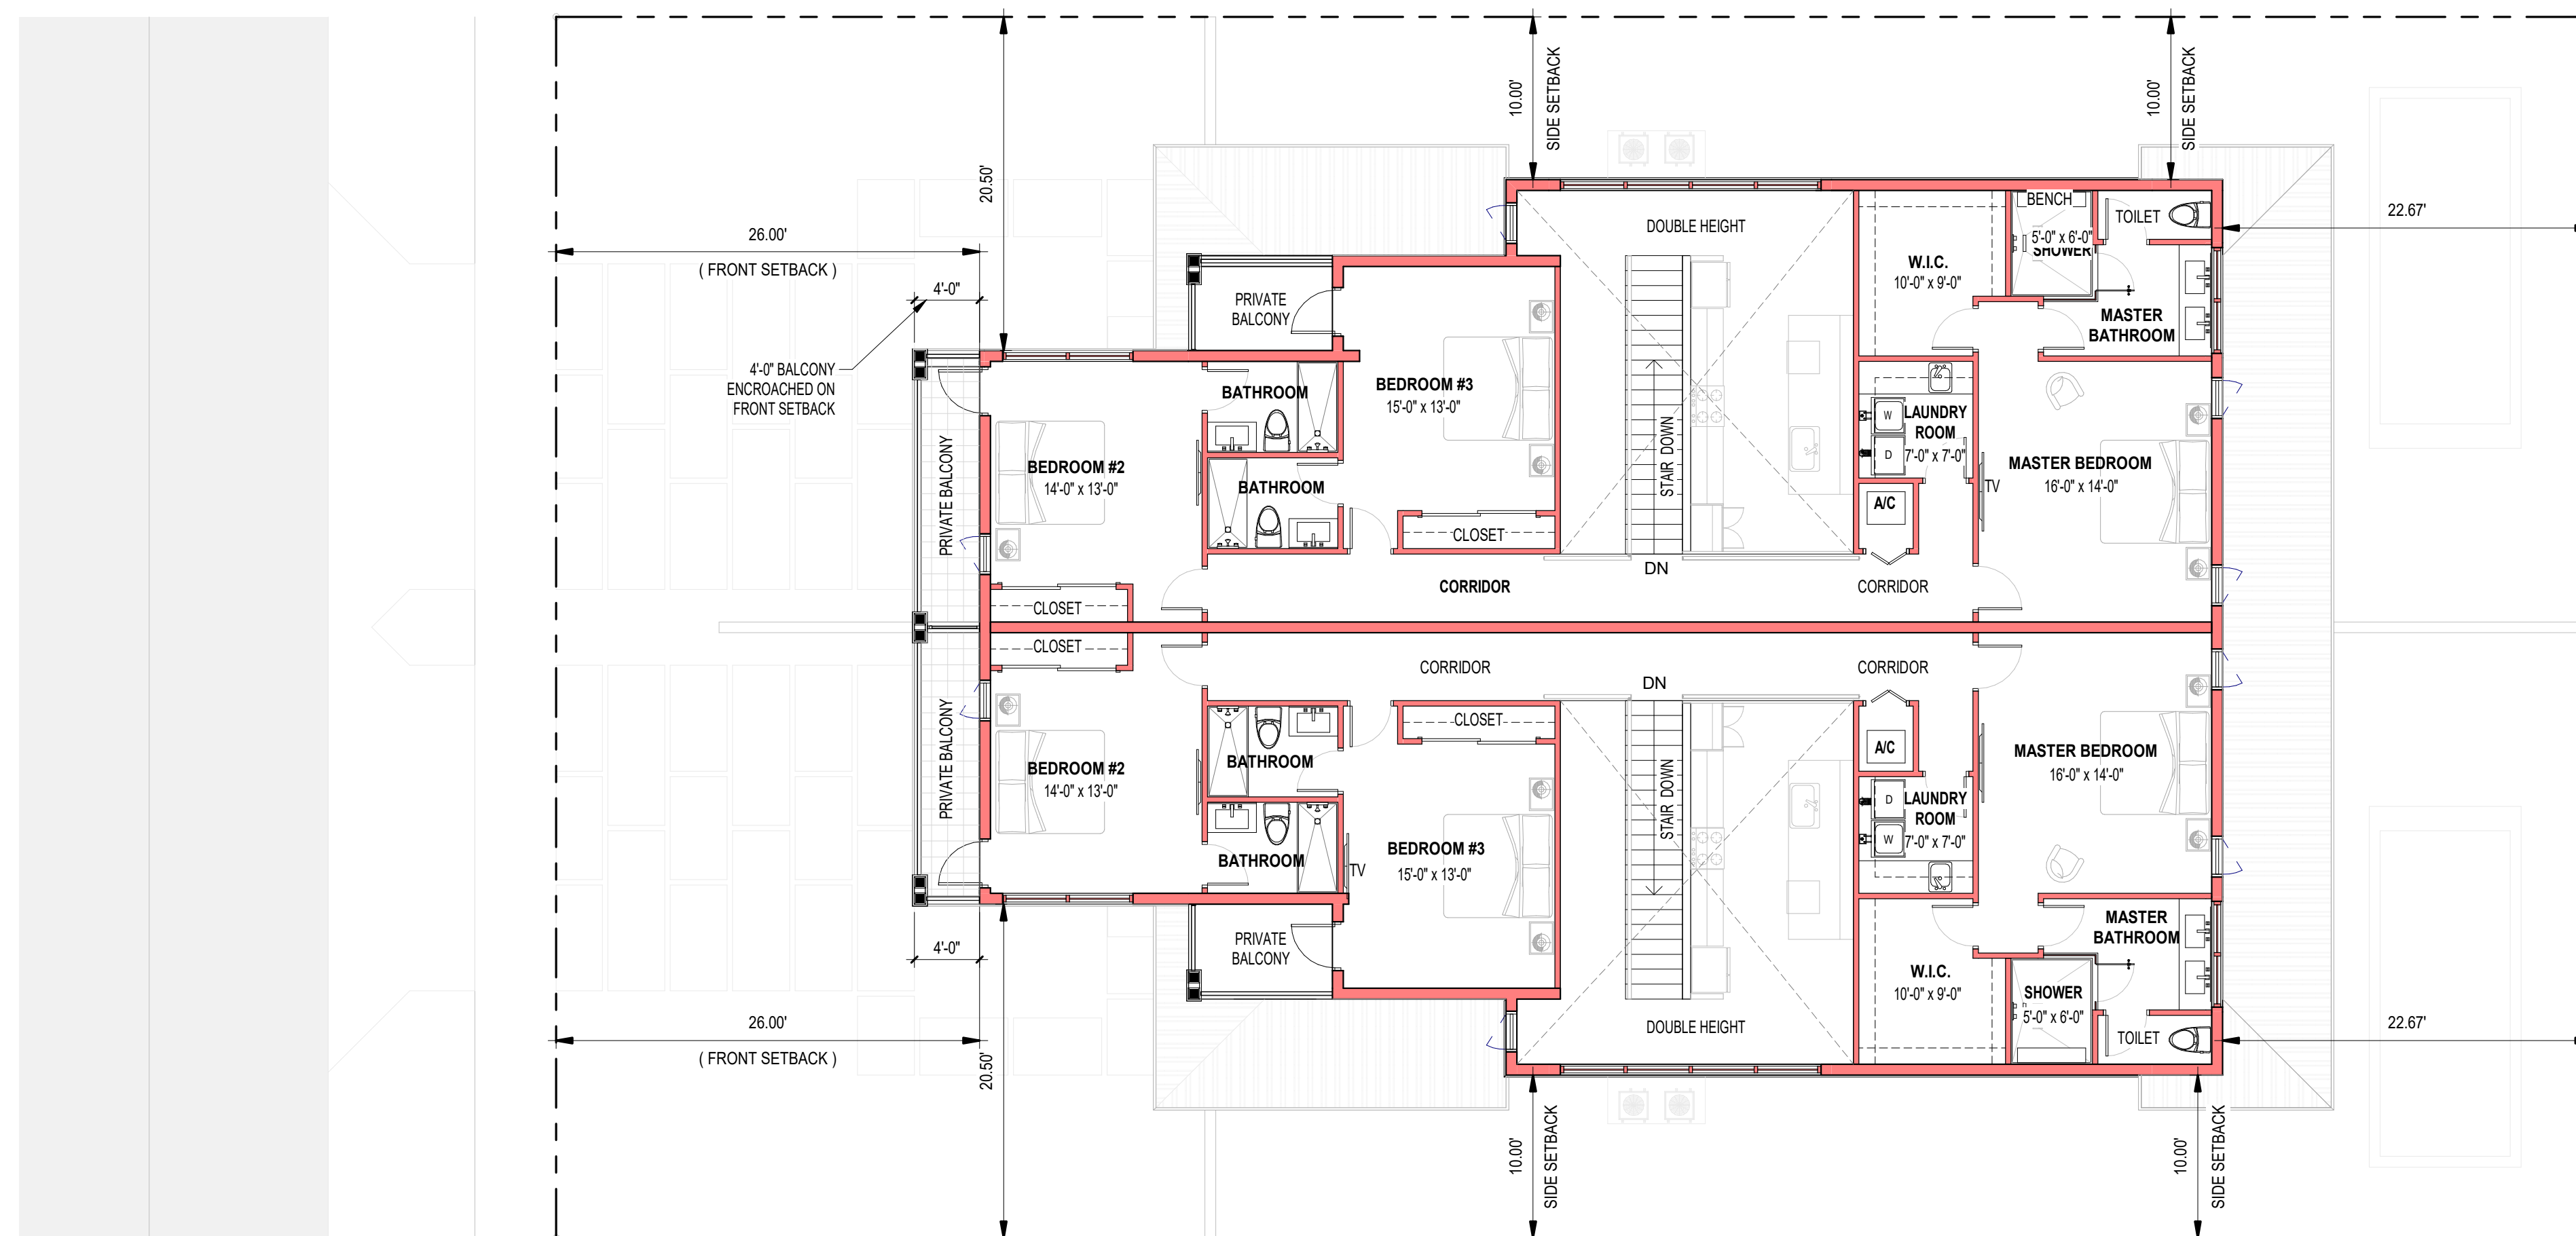 10.00'
SIDE SETBACK
10.00'
SIDE SETBACK
20.50'
26.00'
( FRONT SETBACK )
4'-0"
4'-0" BALCONY
ENCROACHED ON
FRONT SETBACK
22.67'
BENCH
TOILET
5'-0" x 6'-0"
SHOWER
DOUBLE HEIGHT
W.I.C.
10'-0" x 9'-0"
MASTER
BATHROOM
PRIVATE
BALCONY
BATHROOM
BEDROOM #3
15'-0" x 13'-0"
W
LAUNDRY
ROOM
D
7'-0" x 7'-0"
BEDROOM #2
14'-0" x 13'-0"
BATHROOM
PRIVATE BALCONY
STAIR DOWN
MASTER BEDROOM
16'-0" x 14'-0"
TV
A/C
CLOSET
DN
CORRIDOR
CORRIDOR
CLOSET
CLOSET
CORRIDOR
CORRIDOR
DN
CLOSET
PRIVATE BALCONY
BEDROOM #2
14'-0" x 13'-0"
BATHROOM
BATHROOM
TV
BEDROOM #3
15'-0" x 13'-0"
STAIR DOWN
A/C
D
LAUNDRY
ROOM
W
7'-0" x 7'-0"
MASTER BEDROOM
16'-0" x 14'-0"
PRIVATE
BALCONY
MASTER
BATHROOM
W.I.C.
10'-0" x 9'-0"
SHOWER
5'-0" x 6'-0"
TOILET
DOUBLE HEIGHT
4'-0"
26.00'
( FRONT SETBACK )
20.50'
22.67'
10.00'
SIDE SETBACK
10.00'
SIDE SETBACK